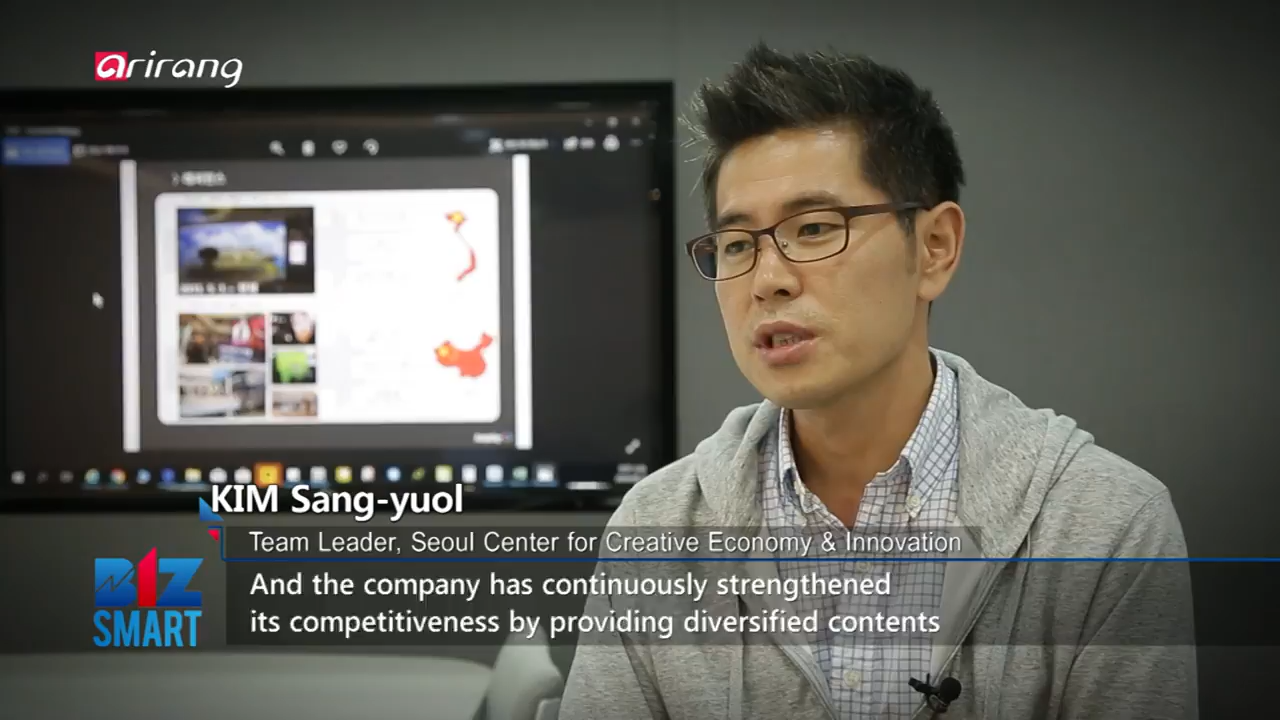 arirang
KIM Sang-yuol
Team Leader, Seoul Center for Creative Economy & Innovation
BIZ
SMART
And the company has continuously strengthened
its competitiveness by providing diversified contents